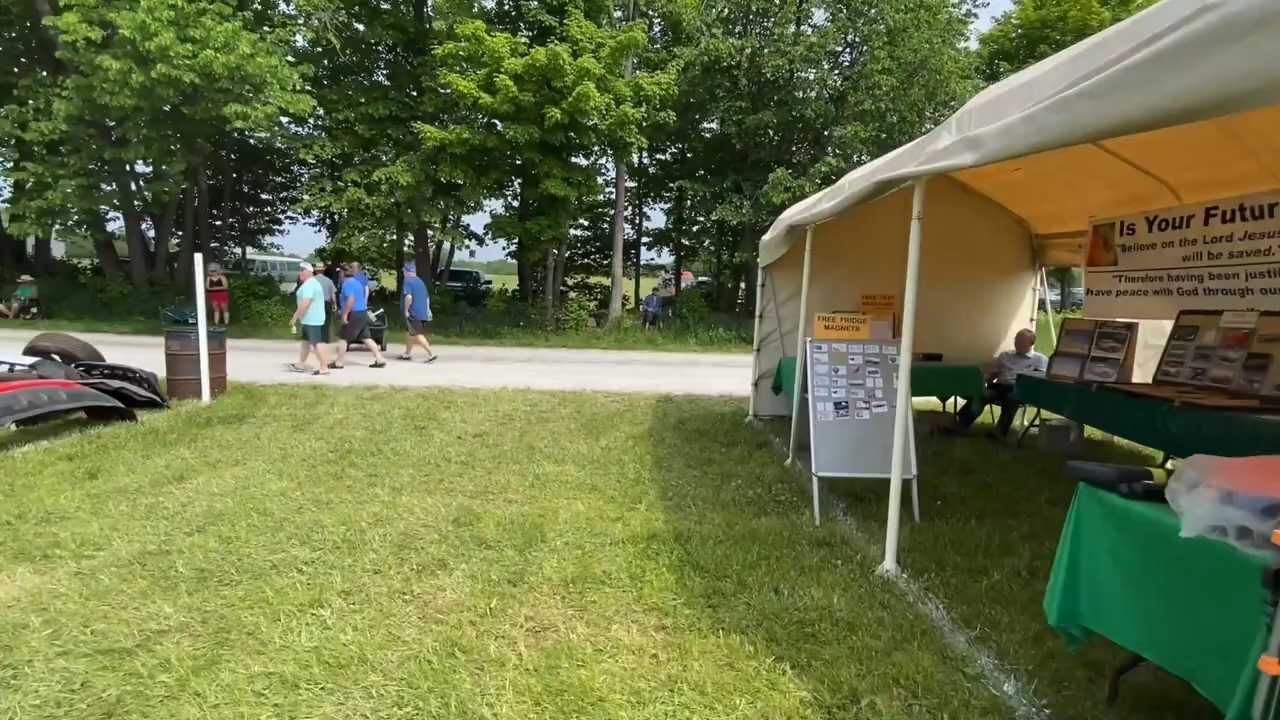 Is Your Futur
"Believe on the Lord Jesus
will be saved."
"Therefore having been justi
have peace with God through ou
FREE FRIDGE
MAGNETS
FREE